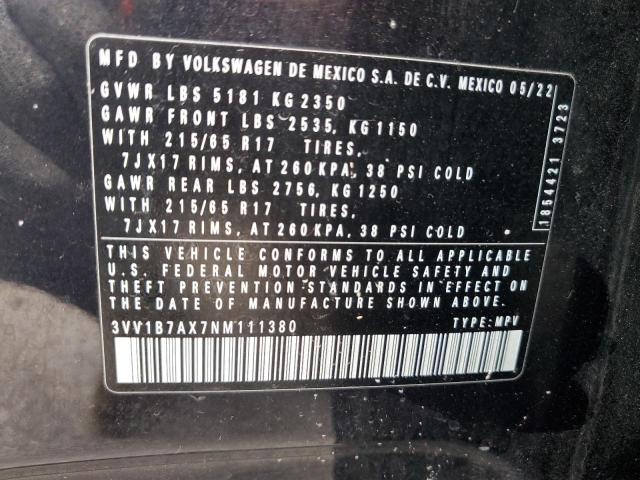 MFD BY VOLKSWAGEN DE MEXICO S.A. DE C.V. MEXICO 05/22
GVWR LBS 5181 KG 2350
GAWR FRONT LBS 2535, KG 1150
WITH 215/65 R17 TIRES,
7JX17 RIMS, AT 260 KPA, 38 PSI COLD
GAWR REAR LBS 2756, KG 1250
WITH 215/65 R17 TIRES,
7JX17 RIMS, AT 260 KPA, 38 PSI COLD
1854421 3723
THIS VEHICLE CONFORMS TO ALL APPLICABLE
U.S. FEDERAL MOTOR VEHICLE SAFETY AND
THEFT PREVENTION STANDARDS IN EFFECT ON
THE DATE OF MANUFACTURE SHOWN ABOVE.
3VV1B7AX7NM111380 TYPE: MPV